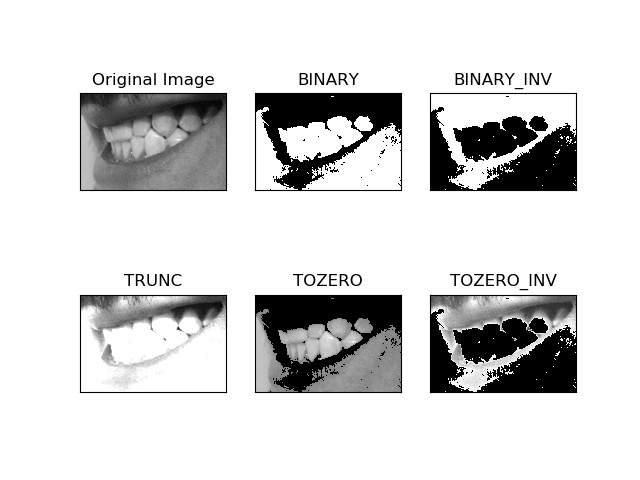 Original Image
BINARY
BINARY_INV
TRUNC
TOZERO
TOZERO_INV